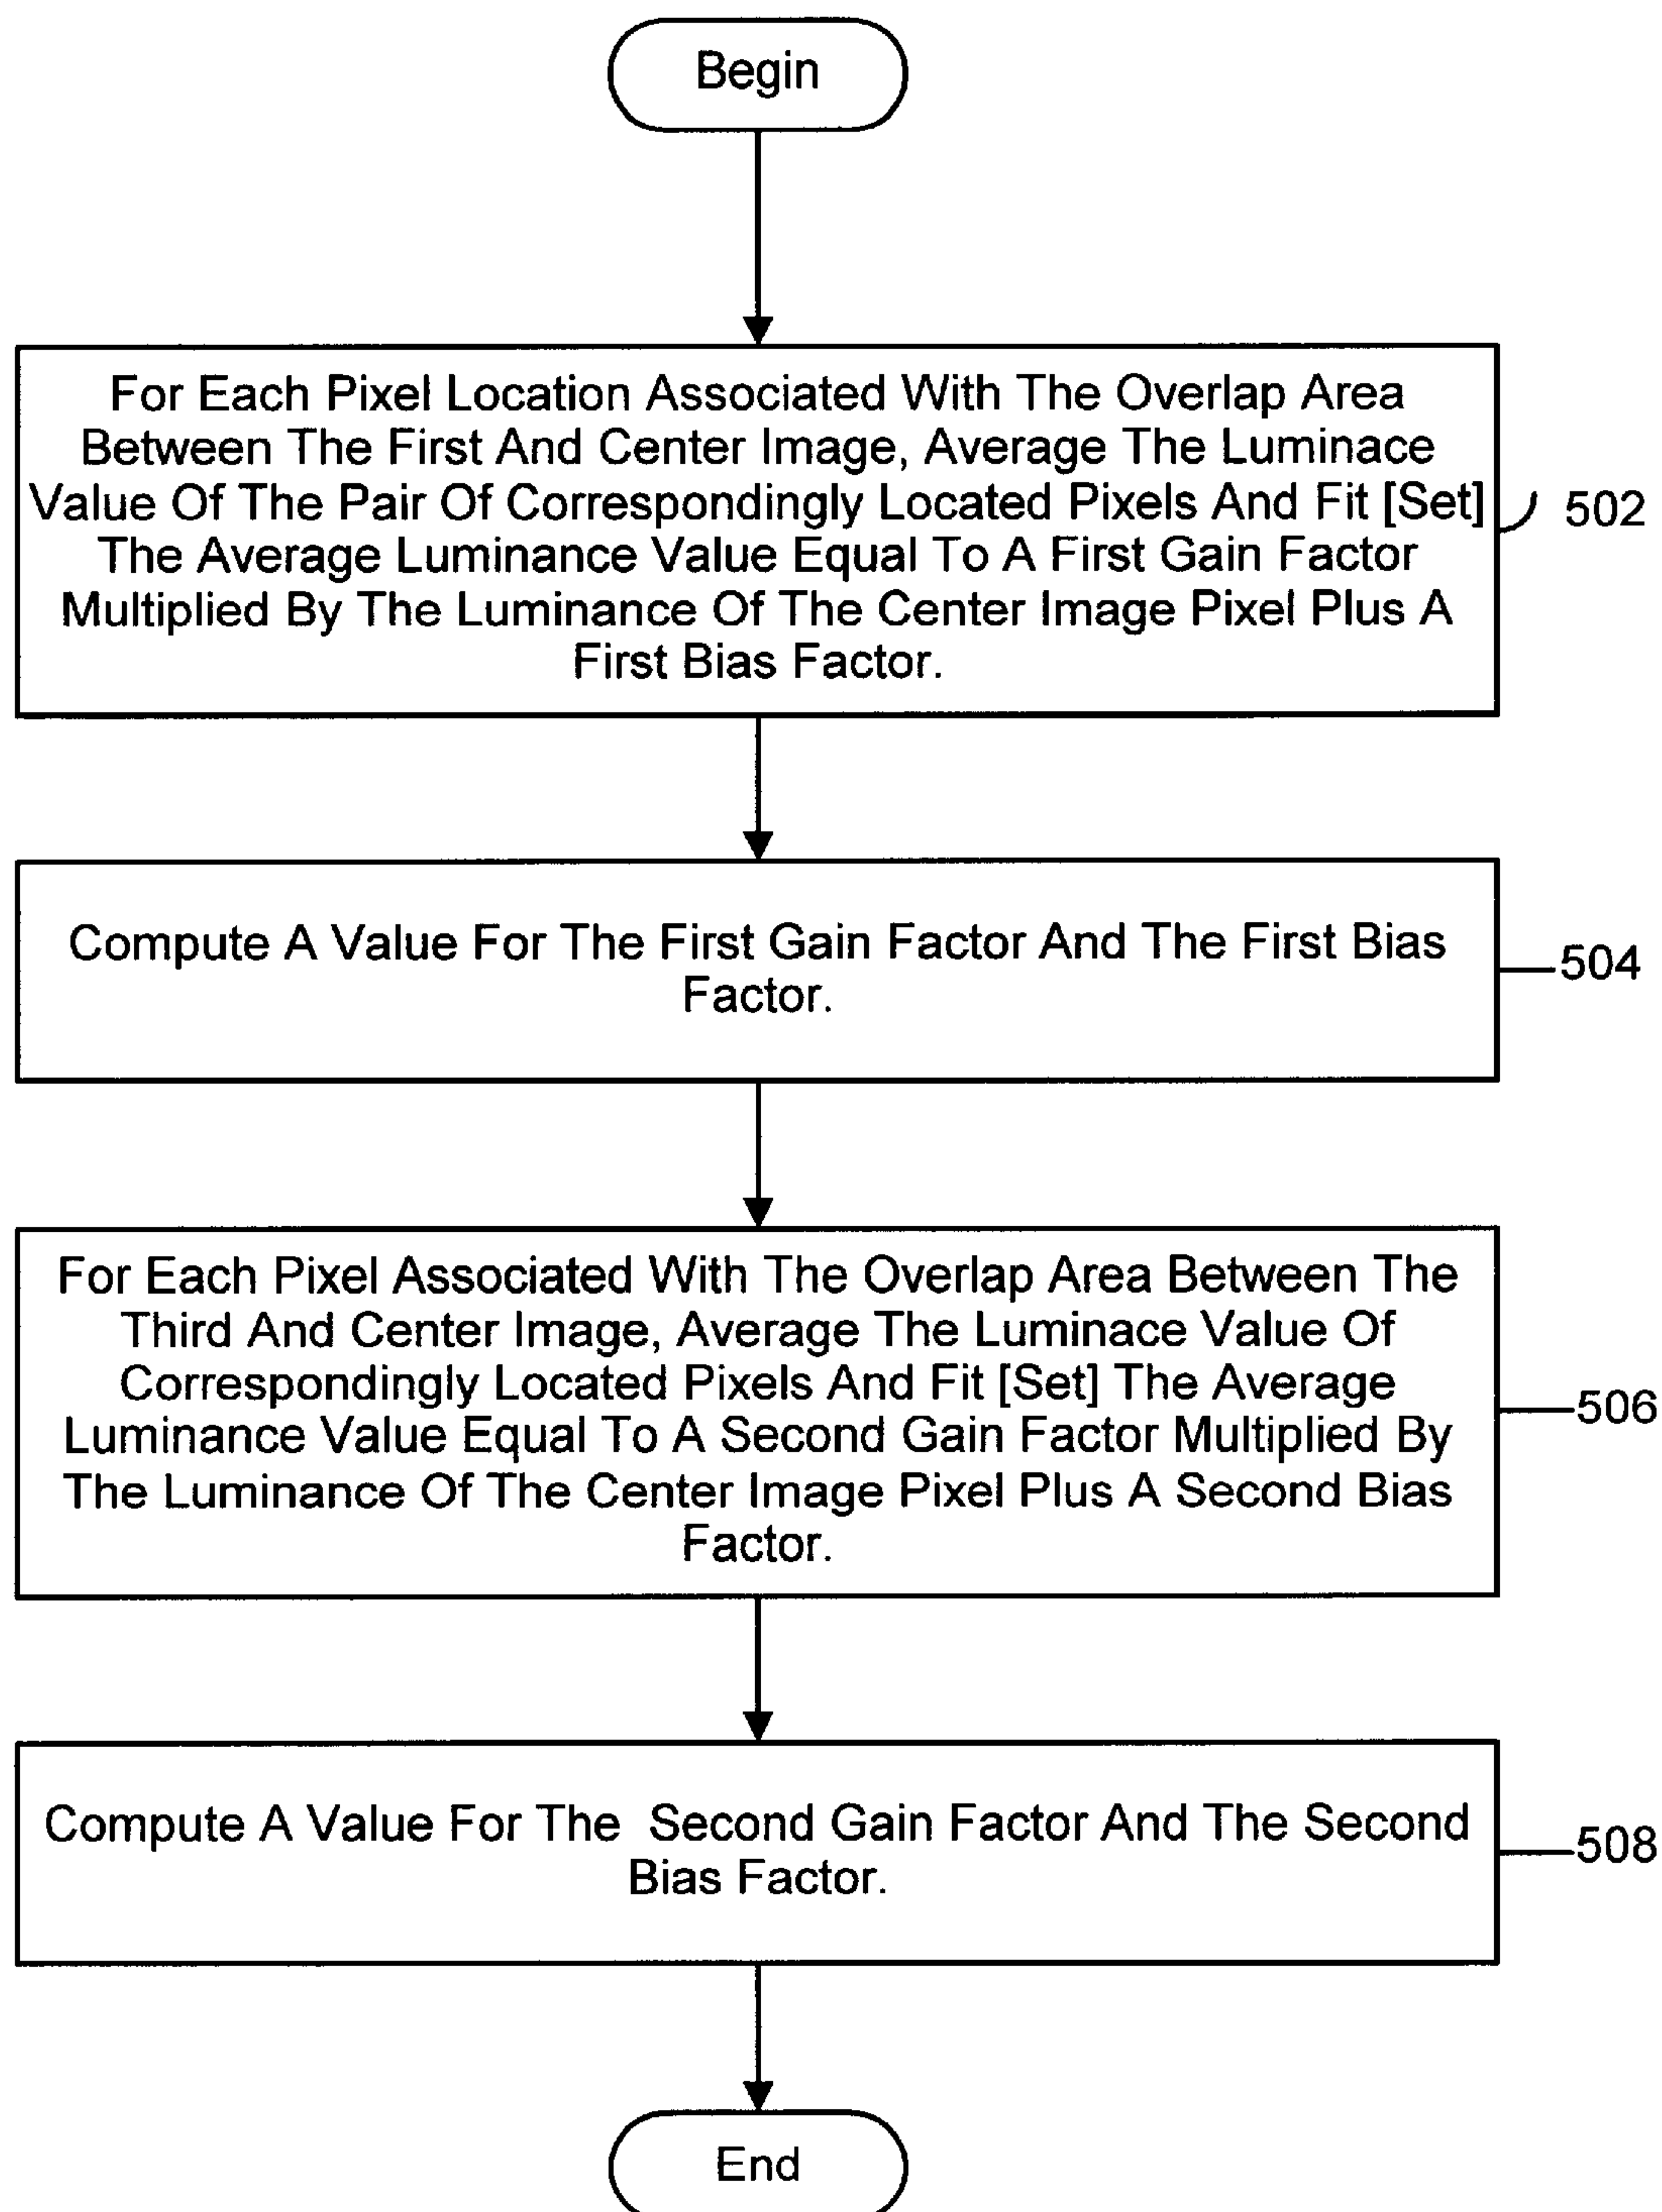 Begin
For Each Pixel Location Associated With The Overlap Area
Between The First And Center Image, Average The Luminace
Value Of The Pair Of Correspondingly Located Pixels And Fit [Set]
The Average Luminance Value Equal To A First Gain Factor
Multiplied By The Luminance Of The Center Image Pixel Plus A
First Bias Factor.
502
Compute A Value For The First Gain Factor And The First Bias
Factor.
504
For Each Pixel Associated With The Overlap Area Between The
Third And Center Image, Average The Luminace Value Of
Correspondingly Located Pixels And Fit [Set] The Average
Luminance Value Equal To A Second Gain Factor Multiplied By
The Luminance Of The Center Image Pixel Plus A Second Bias
Factor.
506
Compute A Value For The Second Gain Factor And The Second
Bias Factor.
508
End